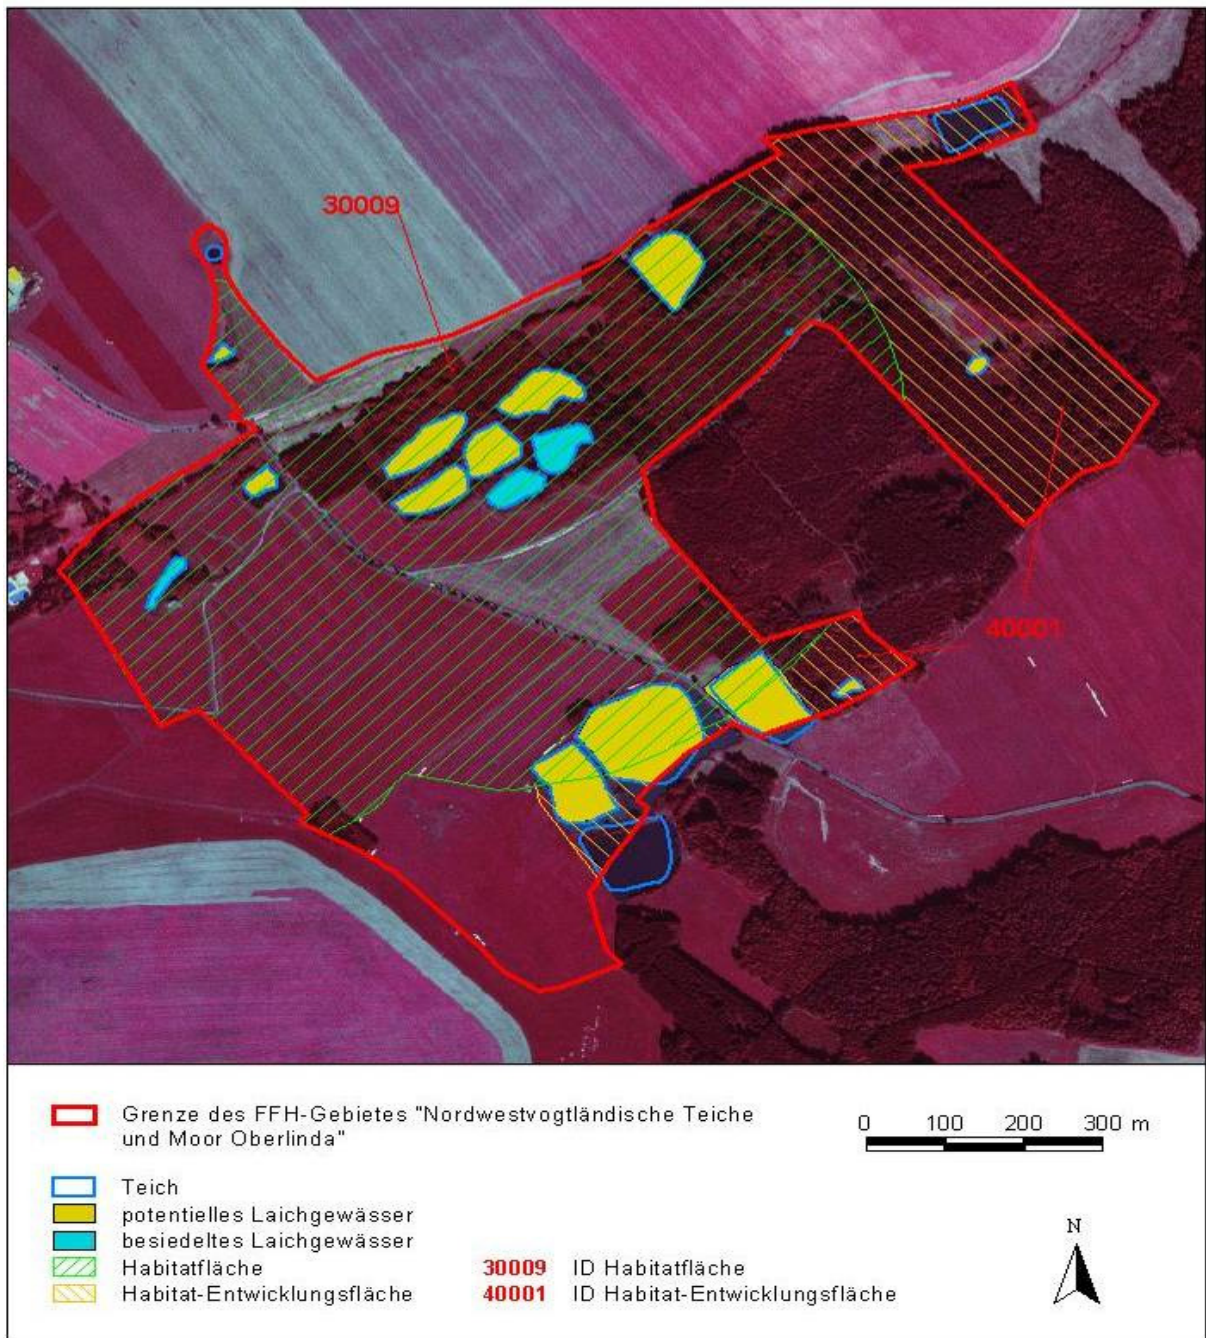 30009
40001
Grenze des FFH-Gebietes "Nordwestvogtländische Teiche
und Moor Oberlinda"
0 100 200 300 m
Teich
potentielles Laichgewässer
besiedeltes Laichgewässer
N
Habitatfläche 30009 ID Habitatfläche
Habitat-Entwicklungsfläche 40001 ID Habitat-Entwicklungsfläche